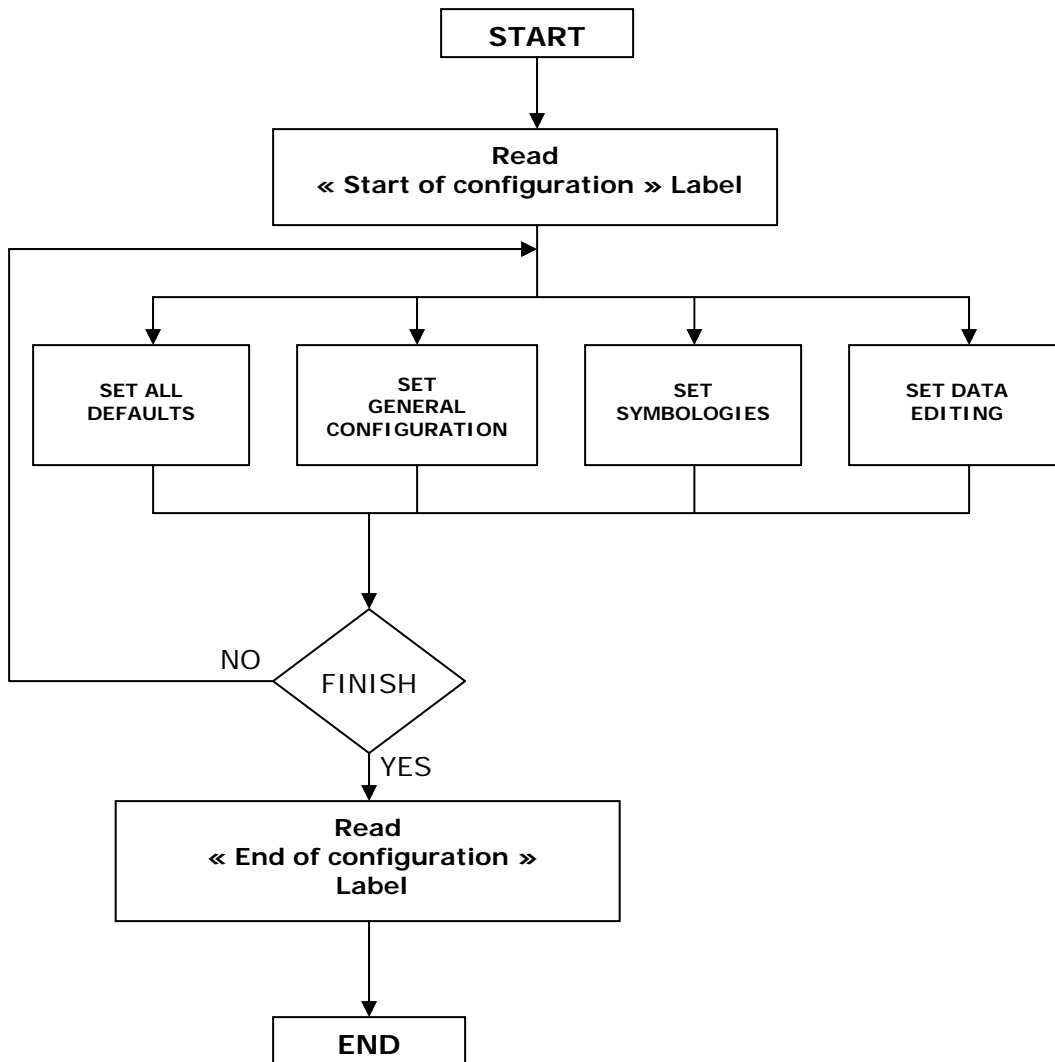 START
Read
« Start of configuration » Label
SET ALL
DEFAULTS
SET
GENERAL
CONFIGURATION
SET
SYMBOLOGIES
SET DATA
EDITING
NO
FINISH
YES
Read
« End of configuration »
Label
END